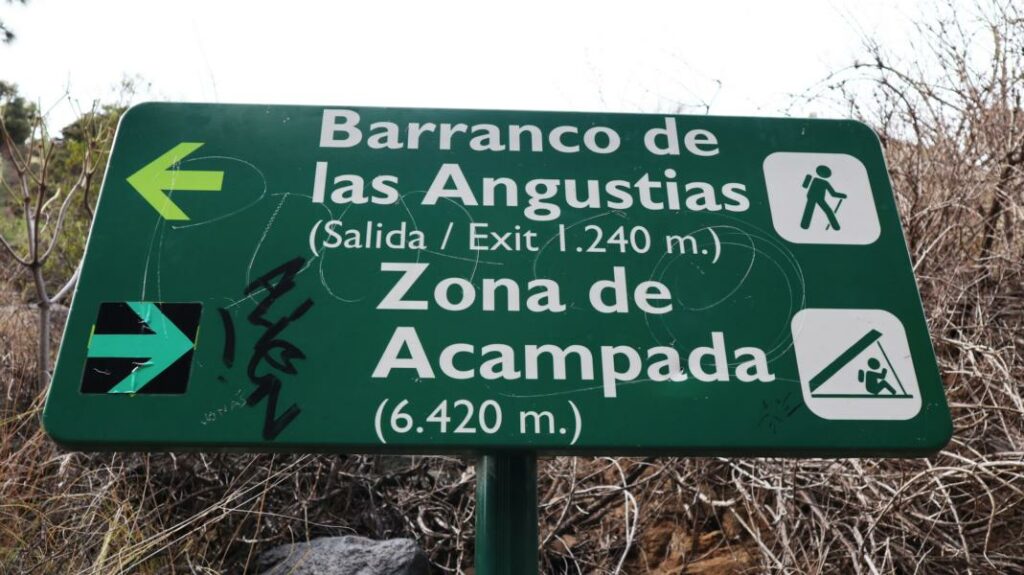 Barranco de
las Angustias
(Salida / Exit 1.240 m.)
Zona de
Acampada
(6.420 m.)